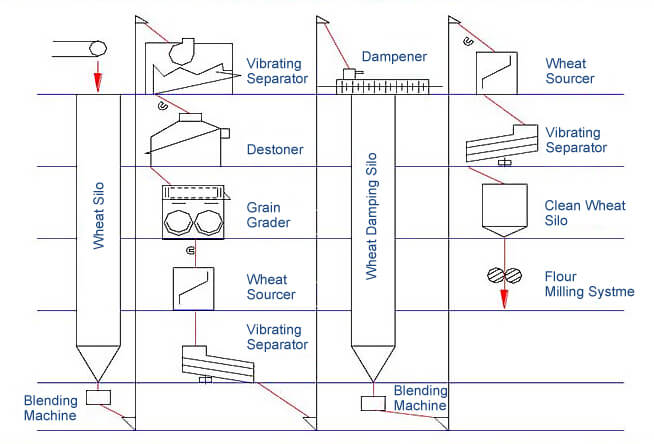 Wheat Silo
Blending
Machine
Vibrating
Separator
Destoner
Grain
Grader
Wheat
Sourcer
Vibrating
Separator
Dampener
Wheat Damping Silo
Blending
Machine
Wheat
Sourcer
Vibrating
Separator
Clean Wheat
Silo
Flour
Milling Systme